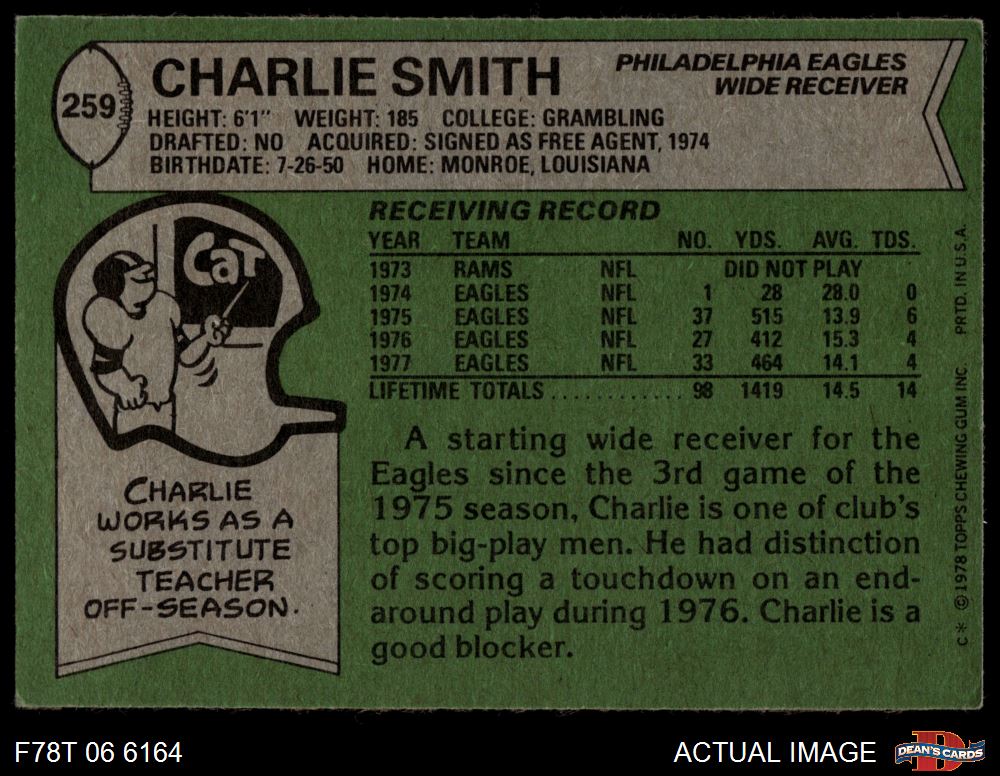 259
CHARLIE SMITH
PHILADELPHIA EAGLES
WIDE RECEIVER
HEIGHT: 6'1" WEIGHT: 185 COLLEGE: GRAMBLING
DRAFTED: NO ACQUIRED: SIGNED AS FREE AGENT, 1974
BIRTHDATE: 7-26-50 HOME: MONROE, LOUISIANA
CaT
CHARLIE
WORKS AS A
SUBSTITUTE
TEACHER
OFF-SEASON.
RECEIVING RECORD
YEAR TEAM NO. YDS. AVG. TDS.
1973 RAMS NFL DID NOT PLAY
1974 EAGLES NFL 1 28 28.0 0
1975 EAGLES NFL 37 515 13.9 6
1976 EAGLES NFL 27 412 15.3 4
1977 EAGLES NFL 33 464 14.1 4
LIFETIME TOTALS . . . . . . . . . . . . 98 1419 14.5 14
A starting wide receiver for the
Eagles since the 3rd game of the
1975 season, Charlie is one of club's
top big-play men. He had distinction
of scoring a touchdown on an end-
around play during 1976. Charlie is a
good blocker.
C* © 1978 TOPPS CHEWING GUM INC. PRTD. IN U.S.A.
F78T 06 6164
ACTUAL IMAGE
D
DEAN'S CARDS